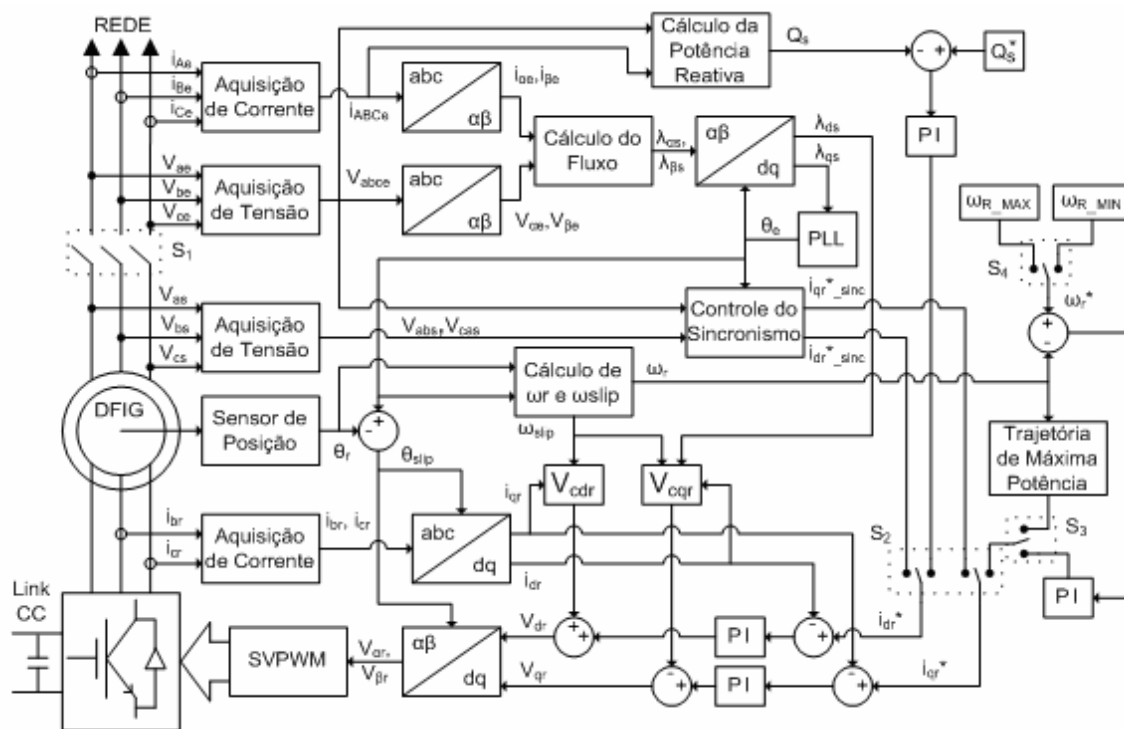 REDE
i_Ae
i_Be
i_Ce
Aquisição
de Corrente
i_ABCe
abc
αβ
i_αe, i_βe
Cálculo da
Potência
Reativa
Q_s
- +
Q_s*
PI
V_ae
V_be
V_ce
Aquisição
de Tensão
V_abce
abc
αβ
V_αe, V_βe
Cálculo do
Fluxo
λ_αs,
λ_βs
αβ
dq
λ_ds
λ_qs
θ_e
PLL
ω_R_MAX
ω_R_MIN
S_4
ω_r*
+
-
S_1
V_as
V_bs
V_cs
Aquisição
de Tensão
V_abs, V_cas
Controle do
Sincronismo
i_qr*_sinc
i_dr*_sinc
Cálculo de
ωr e ωslip
ω_r
ω_slip
DFIG
Sensor de
Posição
θ_r
- +
θ_slip
Trajetória
de Máxima
Potência
V_cdr
V_cqr
i_qr
i_br
i_cr
Aquisição
de Corrente
i_br, i_cr
abc
dq
i_dr
S_2
S_3
PI
Link
CC
SVPWM
V_αr,
V_βr
αβ
dq
V_dr
+ +
PI
- +
i_dr*
V_qr
- +
PI
- +
i_qr*